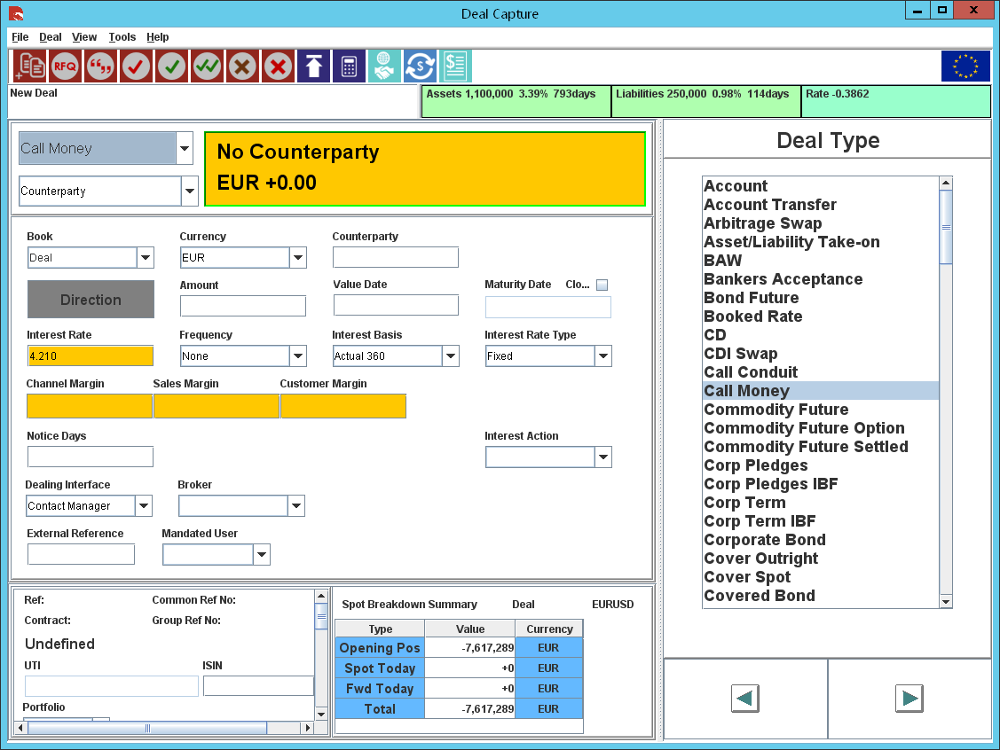 Deal Capture
File Deal View Tools Help
RFQ
New Deal
Assets 1,100,000 3.39% 793days
Liabilities 250,000 0.98% 114days
Rate -0.3862
Call Money
Counterparty
No Counterparty
EUR +0.00
Book Currency Counterparty
Deal EUR
Direction Amount Value Date Maturity Date Clo...
Interest Rate Frequency Interest Basis Interest Rate Type
4.210 None Actual 360 Fixed
Channel Margin Sales Margin Customer Margin
Notice Days Interest Action
Dealing Interface Broker
Contact Manager
External Reference Mandated User
Ref: Common Ref No:
Contract: Group Ref No:
Undefined
UTI ISIN
Portfolio
Spot Breakdown Summary Deal EURUSD
Type Value Currency
Opening Pos -7,617,289 EUR
Spot Today +0 EUR
Fwd Today +0 EUR
Total -7,617,289 EUR
Deal Type
Account
Account Transfer
Arbitrage Swap
Asset/Liability Take-on
BAW
Bankers Acceptance
Bond Future
Booked Rate
CD
CDI Swap
Call Conduit
Call Money
Commodity Future
Commodity Future Option
Commodity Future Settled
Corp Pledges
Corp Pledges IBF
Corp Term
Corp Term IBF
Corporate Bond
Cover Outright
Cover Spot
Covered Bond